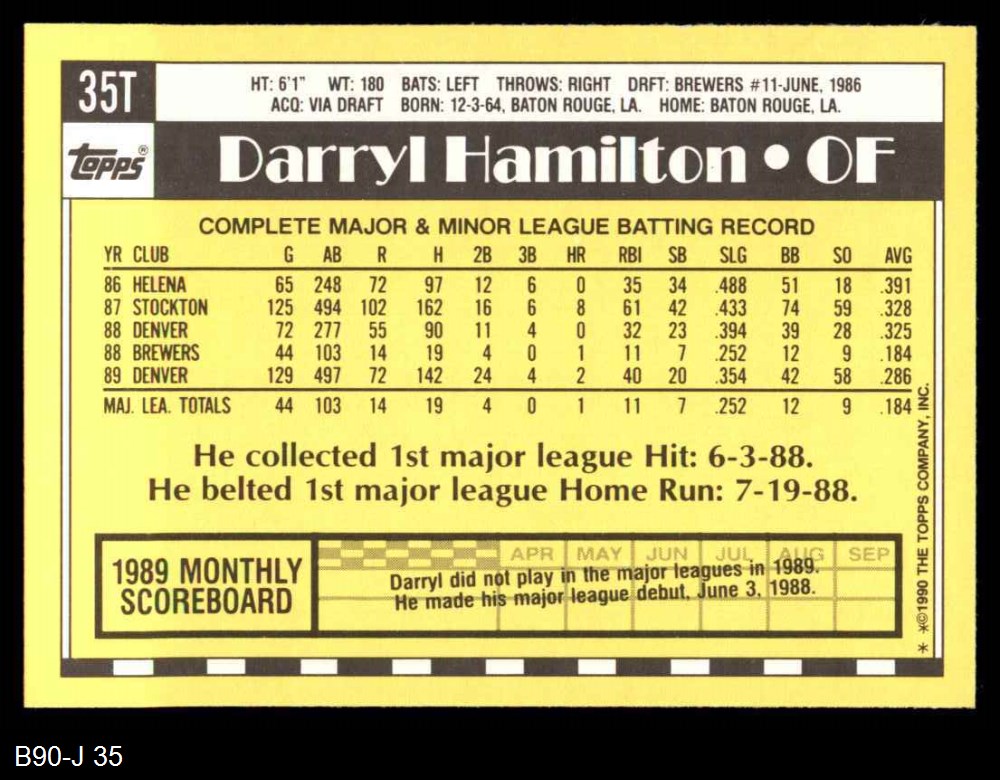 35T
HT: 6'1" WT: 180 BATS: LEFT THROWS: RIGHT DRFT: BREWERS #11-JUNE, 1986
ACQ: VIA DRAFT BORN: 12-3-64, BATON ROUGE, LA. HOME: BATON ROUGE, LA.
topps®
Darryl Hamilton • OF
COMPLETE MAJOR & MINOR LEAGUE BATTING RECORD
YR CLUB G AB R H 2B 3B HR RBI SB SLG BB SO AVG
86 HELENA 65 248 72 97 12 6 0 35 34 .488 51 18 .391
87 STOCKTON 125 494 102 162 16 6 8 61 42 .433 74 59 .328
88 DENVER 72 277 55 90 11 4 0 32 23 .394 39 28 .325
88 BREWERS 44 103 14 19 4 0 1 11 7 .252 12 9 .184
89 DENVER 129 497 72 142 24 4 2 40 20 .354 42 58 .286
MAJ. LEA. TOTALS 44 103 14 19 4 0 1 11 7 .252 12 9 .184
He collected 1st major league Hit: 6-3-88.
He belted 1st major league Home Run: 7-19-88.
1989 MONTHLY
SCOREBOARD
APR MAY JUN JUL AUG SEP
Darryl did not play in the major leagues in 1989.
He made his major league debut, June 3, 1988.
* *©1990 THE TOPPS COMPANY, INC.
B90-J 35